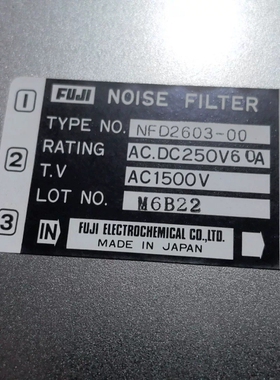 FUJI NOISE FILTER
TYPE NO. NFD2603-00
RATING AC.DC250V60A
T.V AC1500V
LOT NO. M6B22
1
2
3
IN
FUJI ELECTROCHEMICAL CO.,LTD.
MADE IN JAPAN